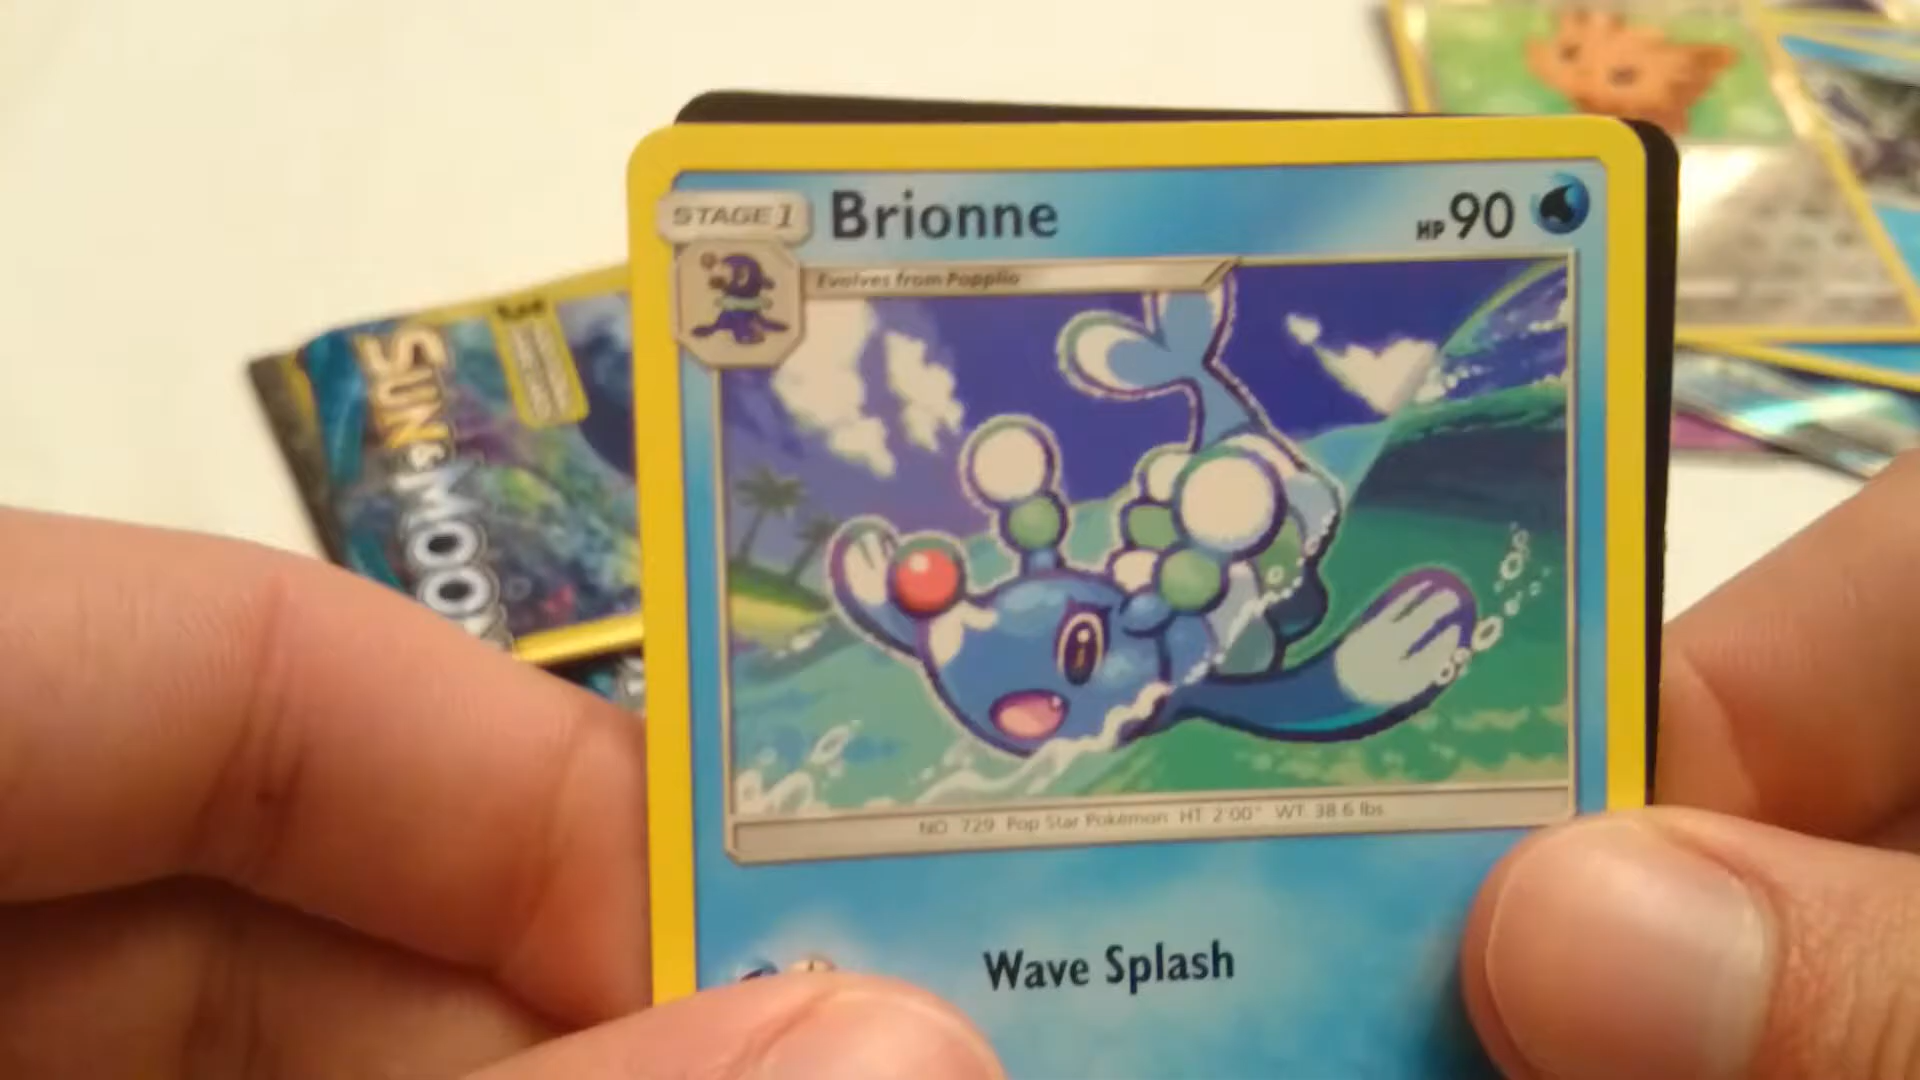 STAGE 1
Brionne
HP 90
Evolves from Popplio
NO. 729 Pop Star Pokémon HT 2'00" WT 38.6 lbs.
Wave Splash
SUN & MOON